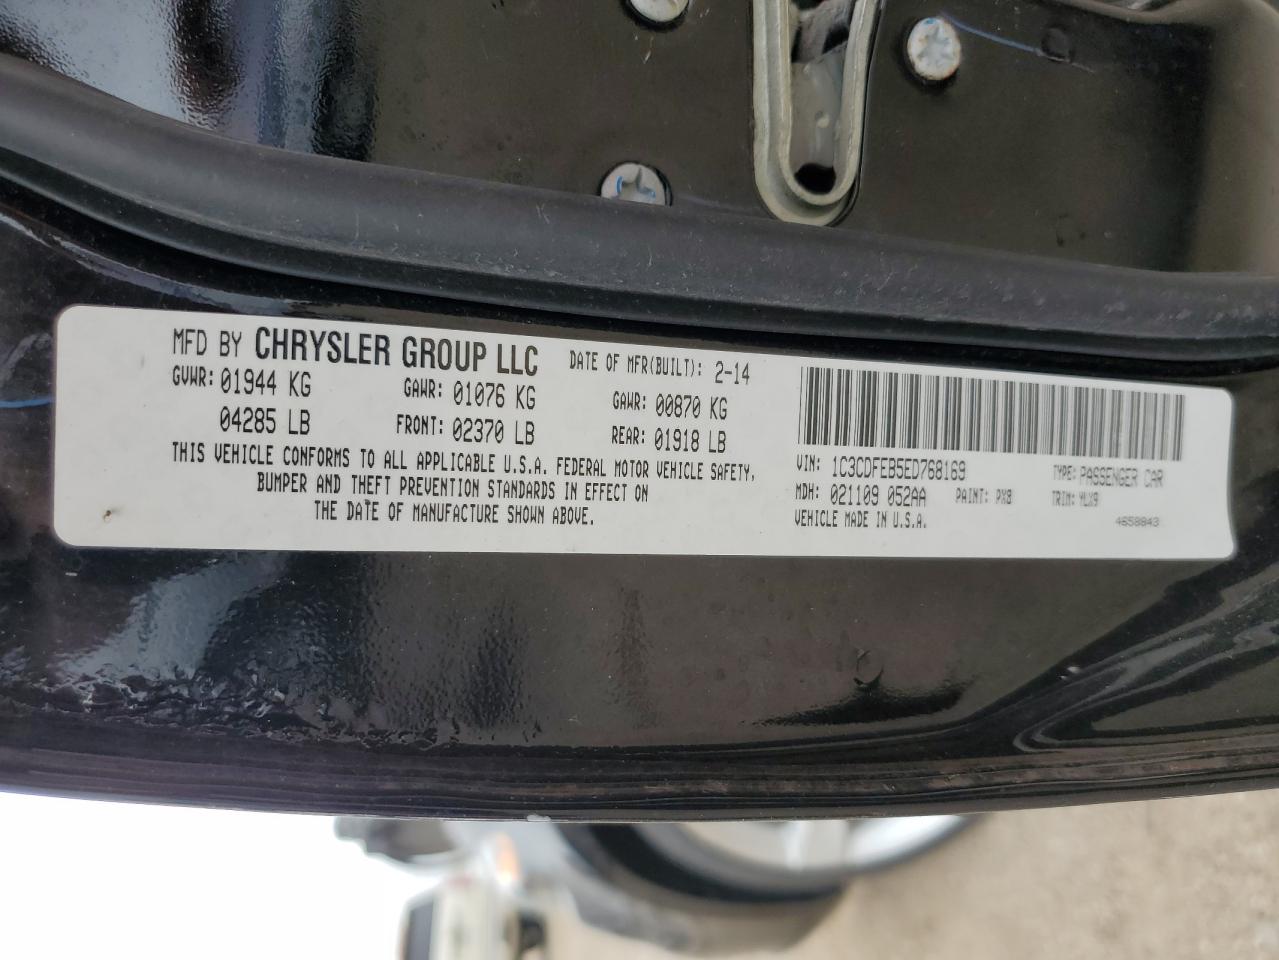 MFD BY CHRYSLER GROUP LLC DATE OF MFR(BUILT): 2-14
GVWR: 01944 KG GAWR: 01076 KG GAWR: 00870 KG
04285 LB FRONT: 02370 LB REAR: 01918 LB
THIS VEHICLE CONFORMS TO ALL APPLICABLE U.S.A. FEDERAL MOTOR VEHICLE SAFETY,
BUMPER AND THEFT PREVENTION STANDARDS IN EFFECT ON
THE DATE OF MANUFACTURE SHOWN ABOVE.
VIN: 1C3CDFEB5ED768169 TYPE: PASSENGER CAR
MDH: 021109 052AA PAINT: PX8 TRIM: YLX9
VEHICLE MADE IN U.S.A. 4658843